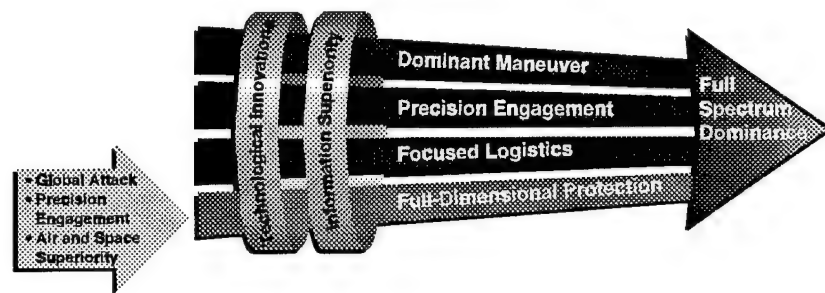 Technological Innovations
Information Superiority
Dominant Maneuver
Precision Engagement
Focused Logistics
Full-Dimensional Protection
Full
Spectrum
Dominance
• Global Attack
• Precision
Engagement
• Air and Space
Superiority